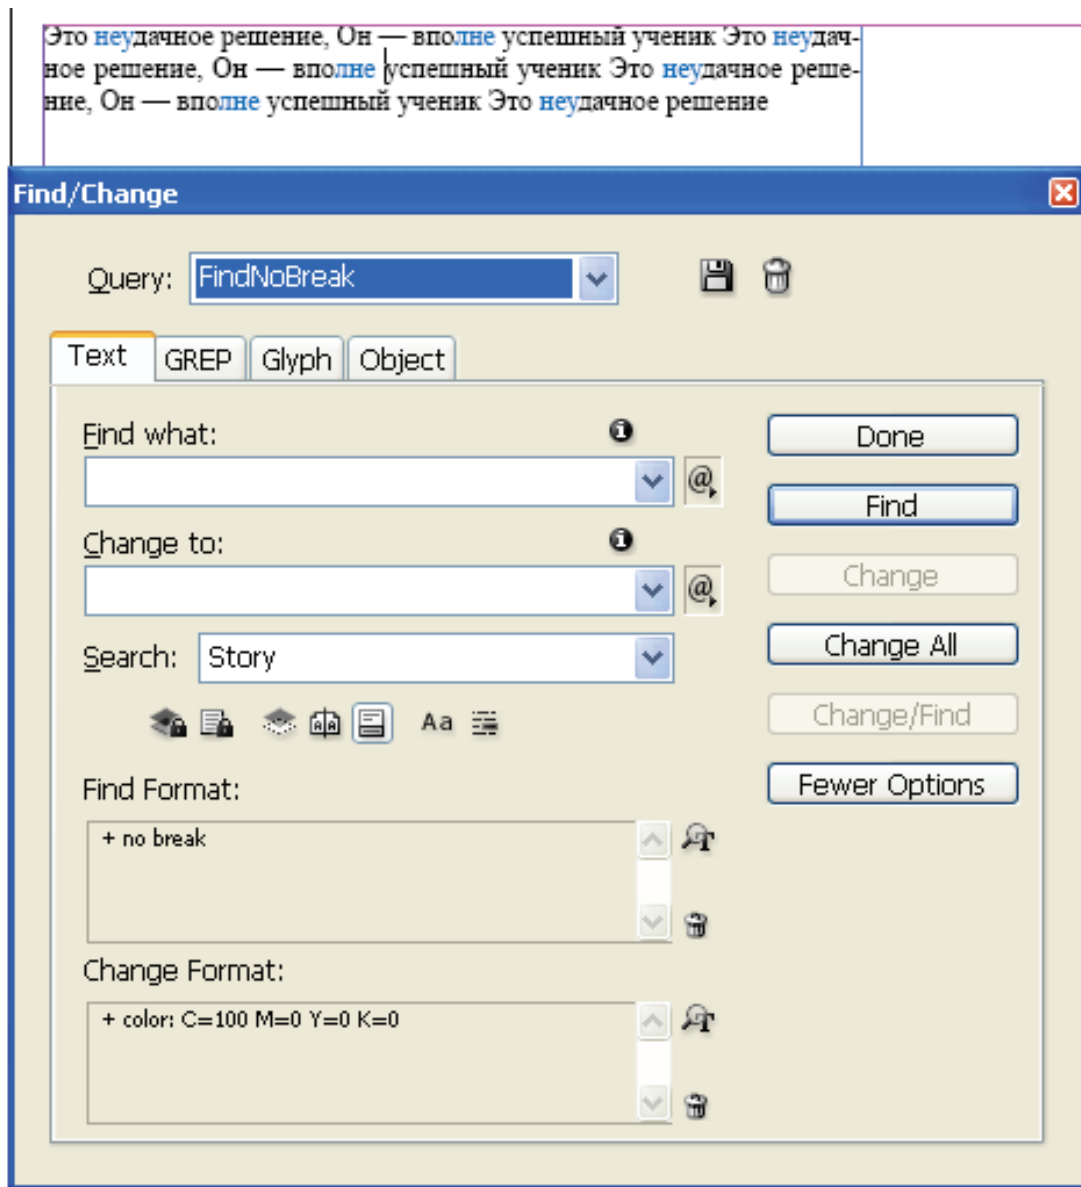 Это неудачное решение, Он — вполне успешный ученик Это неудач-
ное решение, Он — вполне успешный ученик Это неудачное реше-
ние, Он — вполне успешный ученик Это неудачное решение
Find/Change
Query: FindNoBreak
Text GREP Glyph Object
Find what:
Done
@
Find
Change to:
Change
@
Search: Story
Change All
Aa
Change/Find
Find Format:
Fewer Options
+ no break
Change Format:
+ color: C=100 M=0 Y=0 K=0